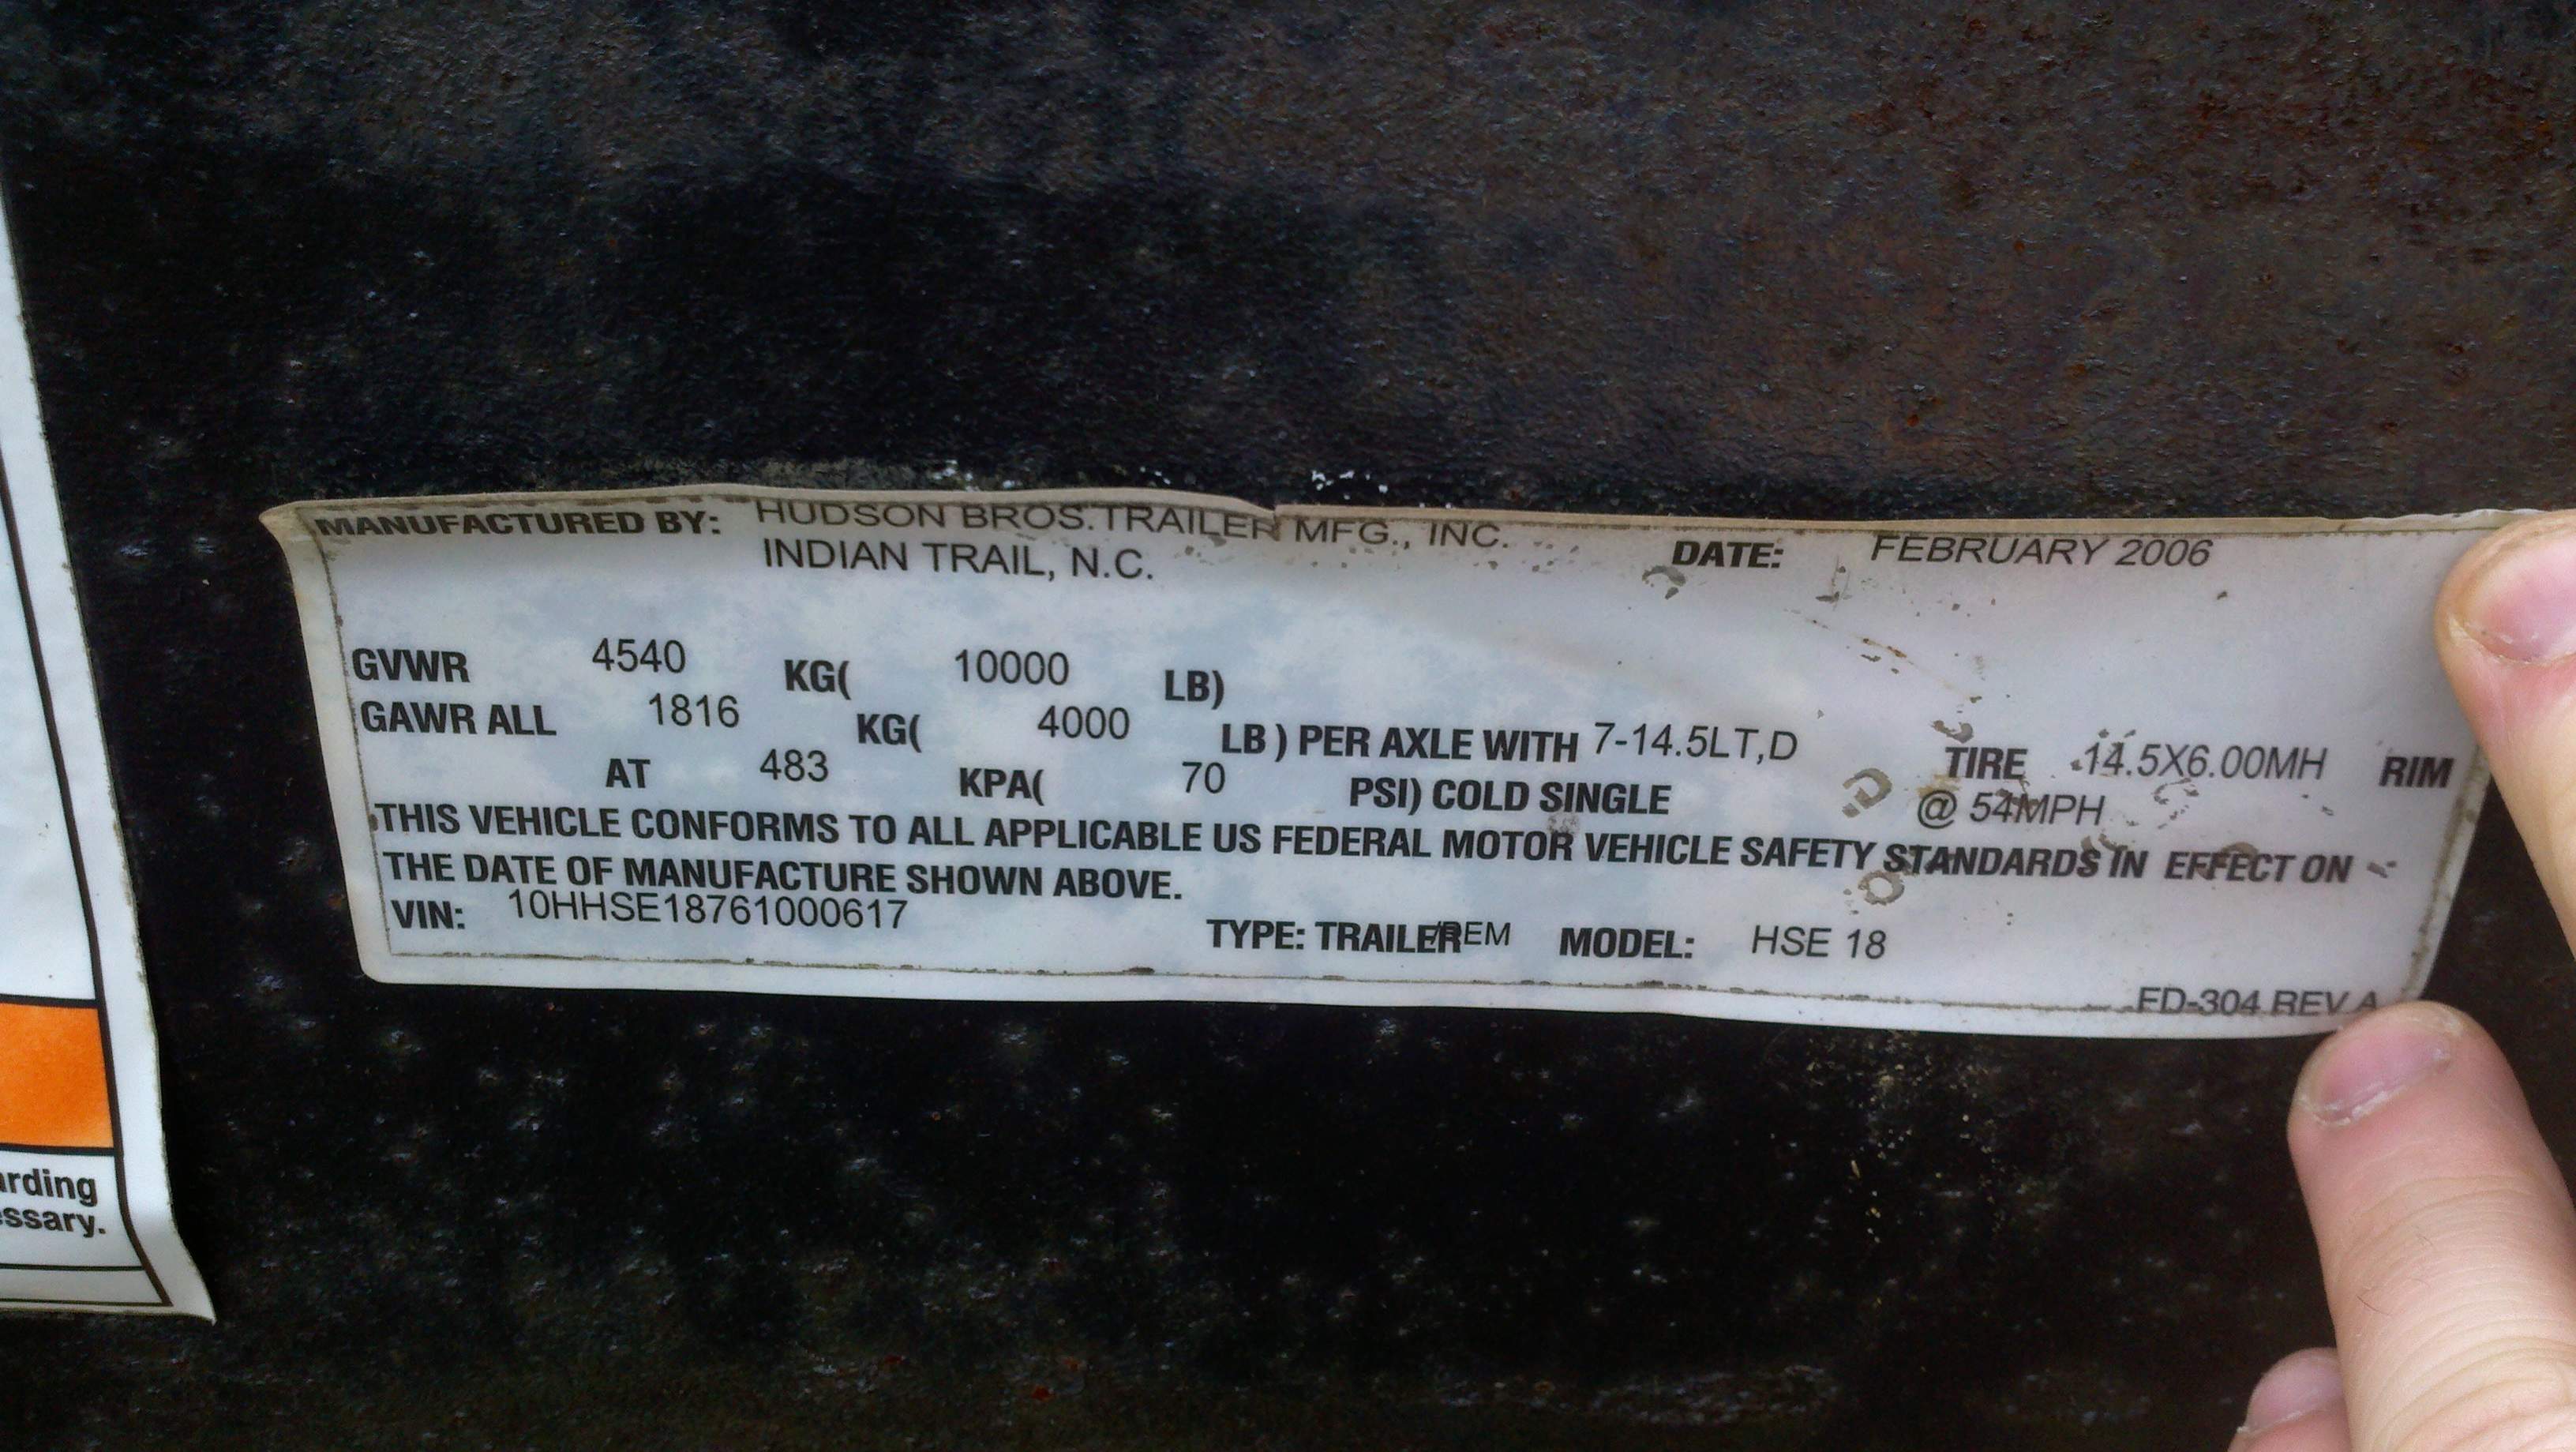 MANUFACTURED BY: HUDSON BROS.TRAILER MFG., INC. DATE: FEBRUARY 2006
INDIAN TRAIL, N.C.
GVWR 4540 KG( 10000 LB)
GAWR ALL 1816 KG( 4000 LB ) PER AXLE WITH 7-14.5LT,D TIRE 14.5X6.00MH RIM
AT 483 KPA( 70 PSI) COLD SINGLE @ 54MPH
THIS VEHICLE CONFORMS TO ALL APPLICABLE US FEDERAL MOTOR VEHICLE SAFETY STANDARDS IN EFFECT ON
THE DATE OF MANUFACTURE SHOWN ABOVE.
VIN: 10HHSE18761000617 TYPE: TRAILER/REM MODEL: HSE 18
FD-304 REV A